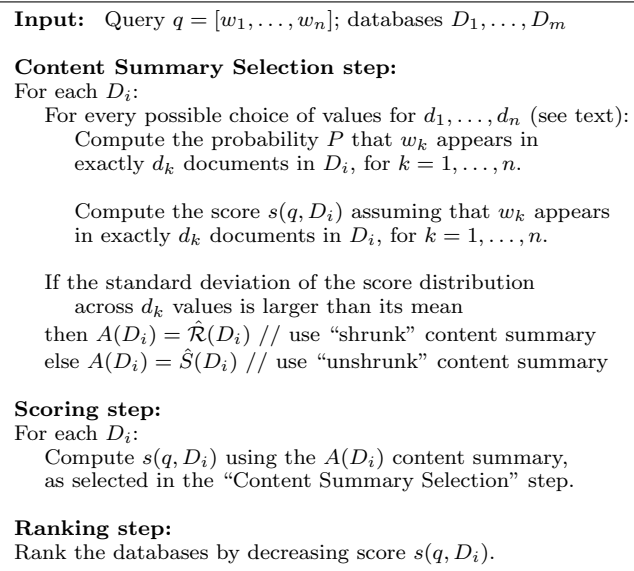 Input: Query q = [w₁, . . . , wₙ]; databases D₁, . . . , Dₘ
Content Summary Selection step:
For each Dᵢ:
For every possible choice of values for d₁, . . . , dₙ (see text):
Compute the probability P that wₖ appears in
exactly dₖ documents in Dᵢ, for k = 1, . . . , n.
Compute the score s(q, Dᵢ) assuming that wₖ appears
in exactly dₖ documents in Dᵢ, for k = 1, . . . , n.
If the standard deviation of the score distribution
across dₖ values is larger than its mean
then A(Dᵢ) = R̂(Dᵢ) // use “shrunk” content summary
else A(Dᵢ) = Ŝ(Dᵢ) // use “unshrunk” content summary
Scoring step:
For each Dᵢ:
Compute s(q, Dᵢ) using the A(Dᵢ) content summary,
as selected in the “Content Summary Selection” step.
Ranking step:
Rank the databases by decreasing score s(q, Dᵢ).